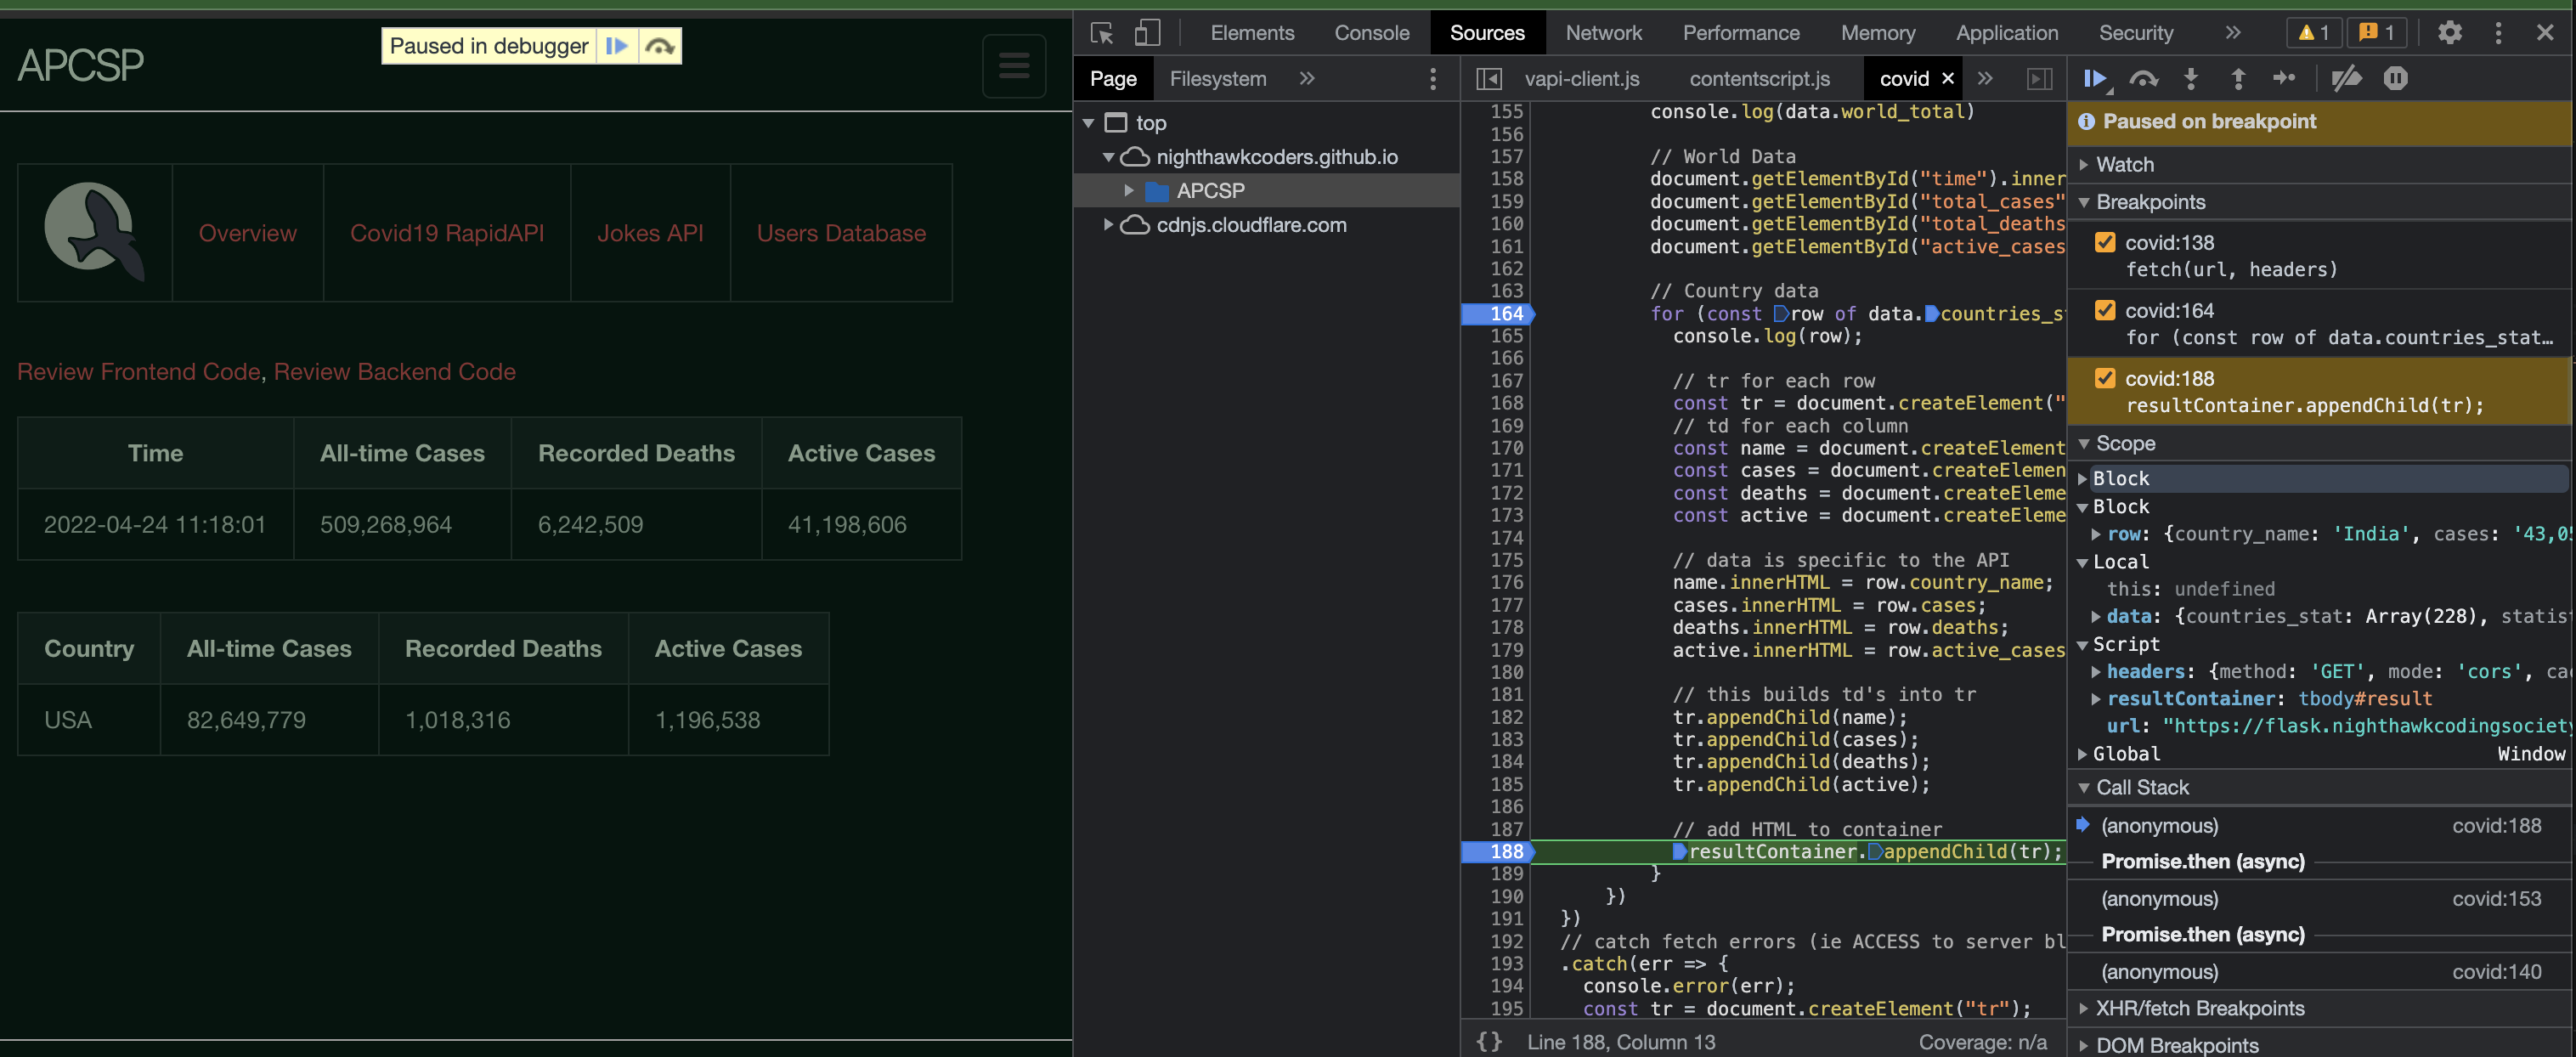 APCSP
Paused in debugger
Overview
Covid19 RapidAPI
Jokes API
Users Database
Review Frontend Code, Review Backend Code
Time All-time Cases Recorded Deaths Active Cases
2022-04-24 11:18:01 509,268,964 6,242,509 41,198,606
Country All-time Cases Recorded Deaths Active Cases
USA 82,649,779 1,018,316 1,196,538
Elements Console Sources Network Performance Memory Application Security » 1 1
Page Filesystem »
top
nighthawkcoders.github.io
APCSP
cdnjs.cloudflare.com
vapi-client.js contentscript.js covid × »
155 console.log(data.world_total)
156
157 // World Data
158 document.getElementById("time").inner
159 document.getElementById("total_cases"
160 document.getElementById("total_deaths
161 document.getElementById("active_cases
162
163 // Country data
164 for (const row of data.countries_s
165 console.log(row);
166
167 // tr for each row
168 const tr = document.createElement("
169 // td for each column
170 const name = document.createElement
171 const cases = document.createElemen
172 const deaths = document.createEleme
173 const active = document.createEleme
174
175 // data is specific to the API
176 name.innerHTML = row.country_name;
177 cases.innerHTML = row.cases;
178 deaths.innerHTML = row.deaths;
179 active.innerHTML = row.active_cases
180
181 // this builds td's into tr
182 tr.appendChild(name);
183 tr.appendChild(cases);
184 tr.appendChild(deaths);
185 tr.appendChild(active);
186
187 // add HTML to container
188 resultContainer.appendChild(tr);
189 }
190 })
191 })
192 // catch fetch errors (ie ACCESS to server bl
193 .catch(err => {
194 console.error(err);
195 const tr = document.createElement("tr");
{} Line 188, Column 13 Coverage: n/a
Paused on breakpoint
Watch
Breakpoints
covid:138
fetch(url, headers)
covid:164
for (const row of data.countries_stat…
covid:188
resultContainer.appendChild(tr);
Scope
Block
Block
row: {country_name: 'India', cases: '43,05
Local
this: undefined
data: {countries_stat: Array(228), statist
Script
headers: {method: 'GET', mode: 'cors', cac
resultContainer: tbody#result
url: "https://flask.nighthawkcodingsociety
Global Window
Call Stack
(anonymous) covid:188
Promise.then (async)
(anonymous) covid:153
Promise.then (async)
(anonymous) covid:140
XHR/fetch Breakpoints
DOM Breakpoints